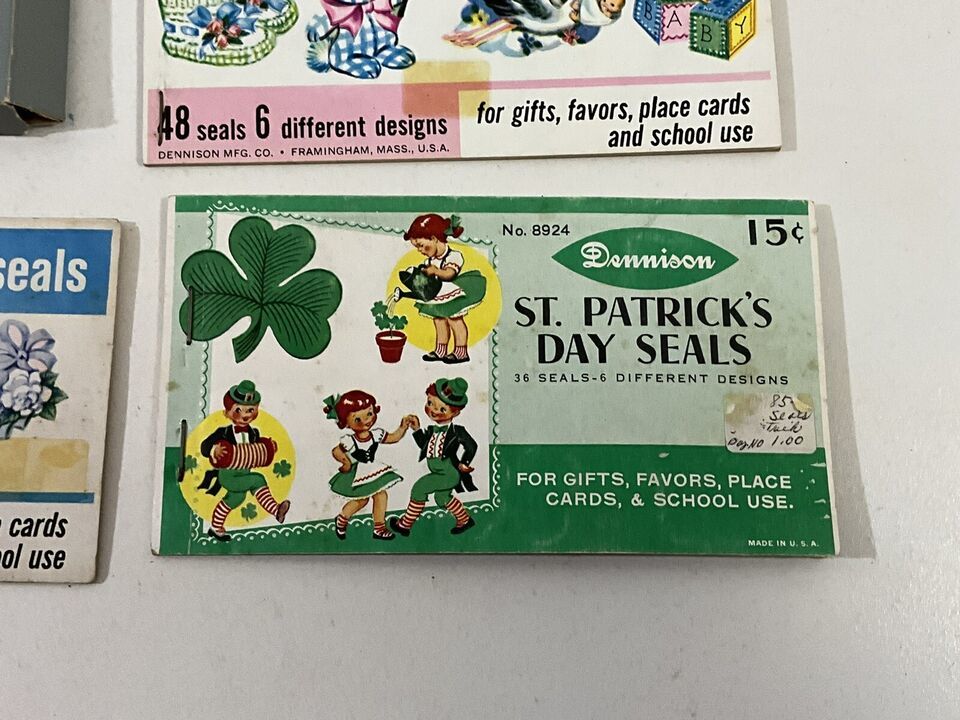 B A B Y
48 seals 6 different designs
DENNISON MFG. CO. • FRAMINGHAM, MASS., U.S.A.
for gifts, favors, place cards
and school use
seals
cards
ol use
No. 8924
15¢
Dennison
ST. PATRICK'S
DAY SEALS
36 SEALS-6 DIFFERENT DESIGNS
85
Seals
1.00
FOR GIFTS, FAVORS, PLACE
CARDS, & SCHOOL USE.
MADE IN U. S. A.